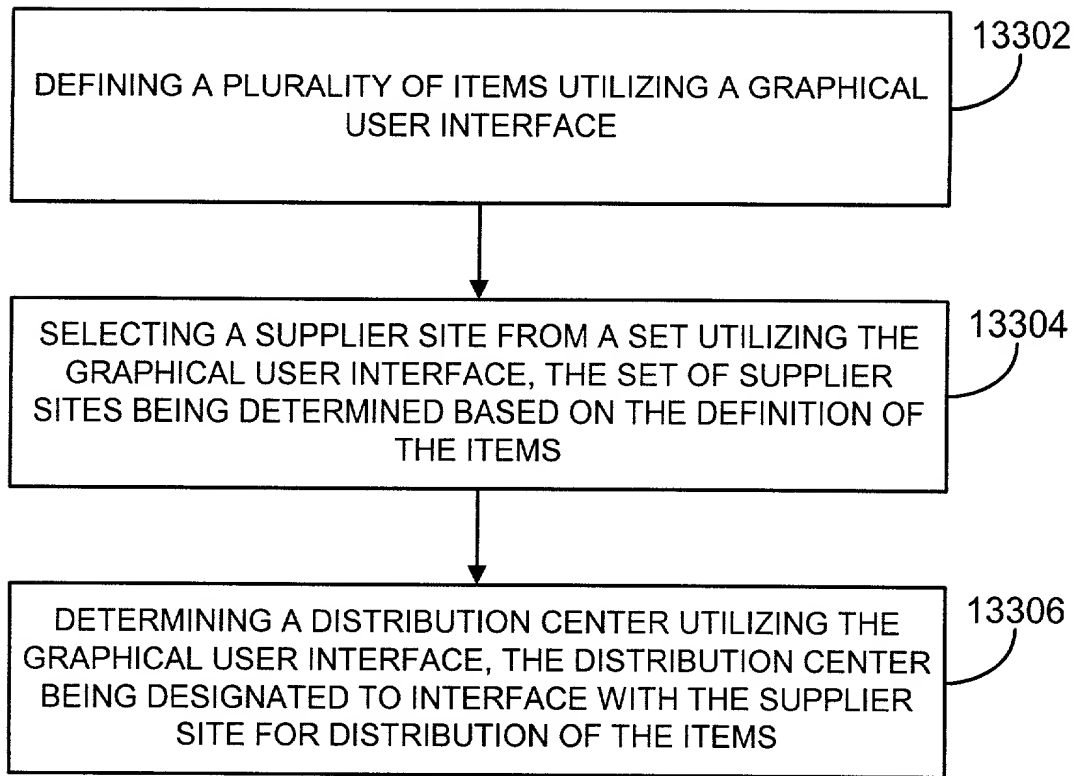 13302
DEFINING A PLURALITY OF ITEMS UTILIZING A GRAPHICAL
USER INTERFACE
13304
SELECTING A SUPPLIER SITE FROM A SET UTILIZING THE
GRAPHICAL USER INTERFACE, THE SET OF SUPPLIER
SITES BEING DETERMINED BASED ON THE DEFINITION OF
THE ITEMS
13306
DETERMINING A DISTRIBUTION CENTER UTILIZING THE
GRAPHICAL USER INTERFACE, THE DISTRIBUTION CENTER
BEING DESIGNATED TO INTERFACE WITH THE SUPPLIER
SITE FOR DISTRIBUTION OF THE ITEMS